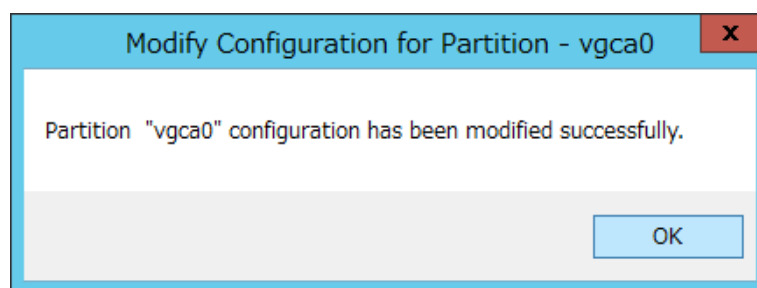 Modify Configuration for Partition - vgca0
x
Partition  "vgca0" configuration has been modified successfully.
OK